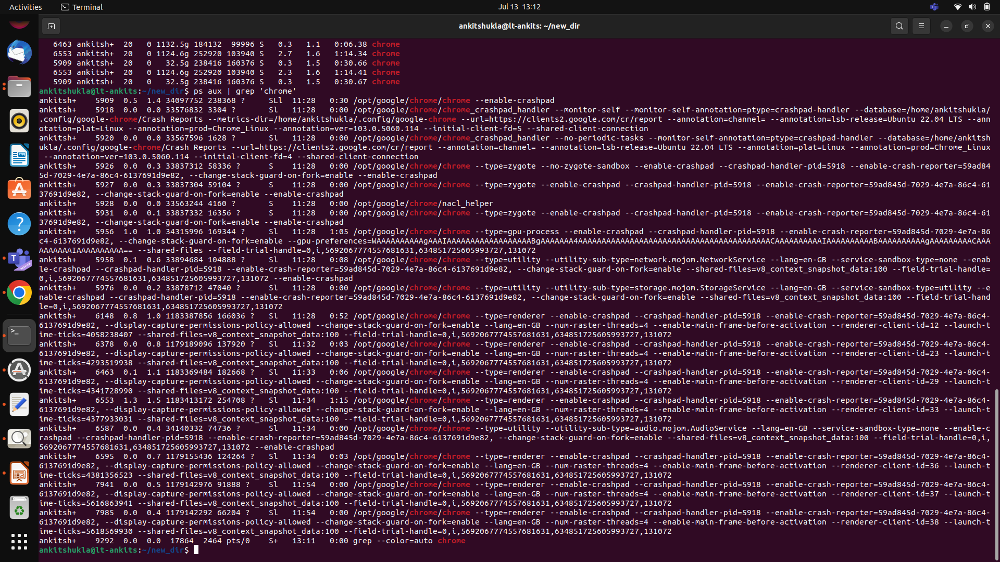 Activities Terminal Jul 13 13:12
ankitshukla@lt-ankits: ~/new_dir
6463 ankitsh+ 20 0 1132.5g 184132 99996 S 0.3 1.1 0:06.38 chrome
6553 ankitsh+ 20 0 1124.6g 252920 103940 S 2.7 1.6 1:14.34 chrome
5909 ankitsh+ 20 0 32.5g 238416 160376 S 0.3 1.5 0:30.66 chrome
6553 ankitsh+ 20 0 1124.6g 252920 103940 S 2.3 1.6 1:14.41 chrome
5909 ankitsh+ 20 0 32.5g 238416 160376 S 0.3 1.5 0:30.67 chrome
ankitshukla@lt-ankits:~/new_dir$ ps aux | grep 'chrome'
ankitsh+ 5909 0.5 1.4 34097752 238368 ? SLl 11:28 0:30 /opt/google/chrome/chrome --enable-crashpad
ankitsh+ 5918 0.0 0.0 33576832 3304 ? Sl 11:28 0:00 /opt/google/chrome/chrome_crashpad_handler --monitor-self --monitor-self-annotation=ptype=crashpad-handler --database=/home/ankitshukla/
.config/google-chrome/Crash Reports --metrics-dir=/home/ankitshukla/.config/google-chrome --url=https://clients2.google.com/cr/report --annotation=channel= --annotation=lsb-release=Ubuntu 22.04 LTS --ann
otation=plat=Linux --annotation=prod=Chrome_Linux --annotation=ver=103.0.5060.114 --initial-client-fd=5 --shared-client-connection
ankitsh+ 5920 0.0 0.0 33567596 1628 ? Sl 11:28 0:00 /opt/google/chrome/chrome_crashpad_handler --no-periodic-tasks --monitor-self-annotation=ptype=crashpad-handler --database=/home/ankitsh
ukla/.config/google-chrome/Crash Reports --url=https://clients2.google.com/cr/report --annotation=channel= --annotation=lsb-release=Ubuntu 22.04 LTS --annotation=plat=Linux --annotation=prod=Chrome_Linux
--annotation=ver=103.0.5060.114 --initial-client-fd=4 --shared-client-connection
ankitsh+ 5926 0.0 0.3 33837312 58336 ? S 11:28 0:00 /opt/google/chrome/chrome --type=zygote --no-zygote-sandbox --enable-crashpad --crashpad-handler-pid=5918 --enable-crash-reporter=59ad84
5d-7029-4e7a-86c4-6137691d9e82, --change-stack-guard-on-fork=enable --enable-crashpad
ankitsh+ 5927 0.0 0.3 33837304 59104 ? S 11:28 0:00 /opt/google/chrome/chrome --type=zygote --enable-crashpad --crashpad-handler-pid=5918 --enable-crash-reporter=59ad845d-7029-4e7a-86c4-61
37691d9e82, --change-stack-guard-on-fork=enable --enable-crashpad
ankitsh+ 5928 0.0 0.0 33563244 4160 ? S 11:28 0:00 /opt/google/chrome/nacl_helper
ankitsh+ 5931 0.0 0.1 33837332 16356 ? S 11:28 0:00 /opt/google/chrome/chrome --type=zygote --enable-crashpad --crashpad-handler-pid=5918 --enable-crash-reporter=59ad845d-7029-4e7a-86c4-61
37691d9e82, --change-stack-guard-on-fork=enable --enable-crashpad
ankitsh+ 5956 1.0 1.0 34315996 169344 ? Sl 11:28 1:05 /opt/google/chrome/chrome --type=gpu-process --enable-crashpad --crashpad-handler-pid=5918 --enable-crash-reporter=59ad845d-7029-4e7a-86
c4-6137691d9e82, --change-stack-guard-on-fork=enable
--shared-files --field-trial-handle=0,i,5692067774557681631,634851725605993727,131072
ankitsh+ 5958 0.1 0.6 33894684 104888 ? Sl 11:28 0:08 /opt/google/chrome/chrome --type=utility --utility-sub-type=network.mojom.NetworkService --lang=en-GB --service-sandbox-type=none --enab
le-crashpad --crashpad-handler-pid=5918 --enable-crash-reporter=59ad845d-7029-4e7a-86c4-6137691d9e82, --change-stack-guard-on-fork=enable --shared-files=v8_context_snapshot_data:100 --field-trial-handle=
0,i,5692067774557681631,634851725605993727,131072 --enable-crashpad
ankitsh+ 5976 0.0 0.2 33878712 47040 ? Sl 11:28 0:00 /opt/google/chrome/chrome --type=utility --utility-sub-type=storage.mojom.StorageService --lang=en-GB --service-sandbox-type=utility --e
nable-crashpad --crashpad-handler-pid=5918 --enable-crash-reporter=59ad845d-7029-4e7a-86c4-6137691d9e82, --change-stack-guard-on-fork=enable --shared-files=v8_context_snapshot_data:100 --field-trial-hand
le=0,i,5692067774557681631,634851725605993727,131072
ankitsh+ 6148 0.8 1.0 1183387856 166036 ? Sl 11:28 0:52 /opt/google/chrome/chrome --type=renderer --enable-crashpad --crashpad-handler-pid=5918 --enable-crash-reporter=59ad845d-7029-4e7a-86c4-
6137691d9e82, --display-capture-permissions-policy-allowed --change-stack-guard-on-fork=enable --lang=en-GB --num-raster-threads=4 --enable-main-frame-before-activation --renderer-client-id=12 --launch-t
ime-ticks=4058238407 --shared-files=v8_context_snapshot_data:100 --field-trial-handle=0,i,5692067774557681631,634851725605993727,131072
ankitsh+ 6378 0.0 0.8 1179189096 137920 ? Sl 11:32 0:03 /opt/google/chrome/chrome --type=renderer --enable-crashpad --crashpad-handler-pid=5918 --enable-crash-reporter=59ad845d-7029-4e7a-86c4-
6137691d9e82, --display-capture-permissions-policy-allowed --change-stack-guard-on-fork=enable --lang=en-GB --num-raster-threads=4 --enable-main-frame-before-activation --renderer-client-id=23 --launch-t
ime-ticks=4293519938 --shared-files=v8_context_snapshot_data:100 --field-trial-handle=0,i,5692067774557681631,634851725605993727,131072
ankitsh+ 6463 0.1 1.1 1183369484 182668 ? Sl 11:33 0:06 /opt/google/chrome/chrome --type=renderer --enable-crashpad --crashpad-handler-pid=5918 --enable-crash-reporter=59ad845d-7029-4e7a-86c4-
6137691d9e82, --display-capture-permissions-policy-allowed --change-stack-guard-on-fork=enable --lang=en-GB --num-raster-threads=4 --enable-main-frame-before-activation --renderer-client-id=29 --launch-t
ime-ticks=4341728990 --shared-files=v8_context_snapshot_data:100 --field-trial-handle=0,i,5692067774557681631,634851725605993727,131072
ankitsh+ 6553 1.3 1.5 1183413172 254708 ? Sl 11:34 1:15 /opt/google/chrome/chrome --type=renderer --enable-crashpad --crashpad-handler-pid=5918 --enable-crash-reporter=59ad845d-7029-4e7a-86c4-
6137691d9e82, --display-capture-permissions-policy-allowed --change-stack-guard-on-fork=enable --lang=en-GB --num-raster-threads=4 --enable-main-frame-before-activation --renderer-client-id=33 --launch-t
ime-ticks=4377933031 --shared-files=v8_context_snapshot_data:100 --field-trial-handle=0,i,5692067774557681631,634851725605993727,131072
ankitsh+ 6587 0.0 0.4 34140332 74736 ? Sl 11:34 0:00 /opt/google/chrome/chrome --type=utility --utility-sub-type=audio.mojom.AudioService --lang=en-GB --service-sandbox-type=none --enable-c
rashpad --crashpad-handler-pid=5918 --enable-crash-reporter=59ad845d-7029-4e7a-86c4-6137691d9e82, --change-stack-guard-on-fork=enable --shared-files=v8_context_snapshot_data:100 --field-trial-handle=0,i,
5692067774557681631,634851725605993727,131072 --enable-crashpad
ankitsh+ 6595 0.0 0.7 1179155436 124264 ? Sl 11:34 0:03 /opt/google/chrome/chrome --type=renderer --enable-crashpad --crashpad-handler-pid=5918 --enable-crash-reporter=59ad845d-7029-4e7a-86c4-
6137691d9e82, --display-capture-permissions-policy-allowed --change-stack-guard-on-fork=enable --lang=en-GB --num-raster-threads=4 --enable-main-frame-before-activation --renderer-client-id=36 --launch-t
ime-ticks=4381356523 --shared-files=v8_context_snapshot_data:100 --field-trial-handle=0,i,5692067774557681631,634851725605993727,131072
ankitsh+ 7941 0.0 0.5 1179142976 91888 ? Sl 11:54 0:00 /opt/google/chrome/chrome --type=renderer --enable-crashpad --crashpad-handler-pid=5918 --enable-crash-reporter=59ad845d-7029-4e7a-86c4-
6137691d9e82, --display-capture-permissions-policy-allowed --change-stack-guard-on-fork=enable --lang=en-GB --num-raster-threads=4 --enable-main-frame-before-activation --renderer-client-id=37 --launch-t
ime-ticks=5616863941 --shared-files=v8_context_snapshot_data:100 --field-trial-handle=0,i,5692067774557681631,634851725605993727,131072
ankitsh+ 7985 0.0 0.4 1179142292 66204 ? Sl 11:54 0:00 /opt/google/chrome/chrome --type=renderer --enable-crashpad --crashpad-handler-pid=5918 --enable-crash-reporter=59ad845d-7029-4e7a-86c4-
6137691d9e82, --display-capture-permissions-policy-allowed --change-stack-guard-on-fork=enable --lang=en-GB --num-raster-threads=4 --enable-main-frame-before-activation --renderer-client-id=38 --launch-t
ime-ticks=5618569930 --shared-files=v8_context_snapshot_data:100 --field-trial-handle=0,i,5692067774557681631,634851725605993727,131072
ankitsh+ 9292 0.0 0.0 17864 2464 pts/0 S+ 13:11 0:00 grep --color=auto chrome
ankitshukla@lt-ankits:~/new_dir$